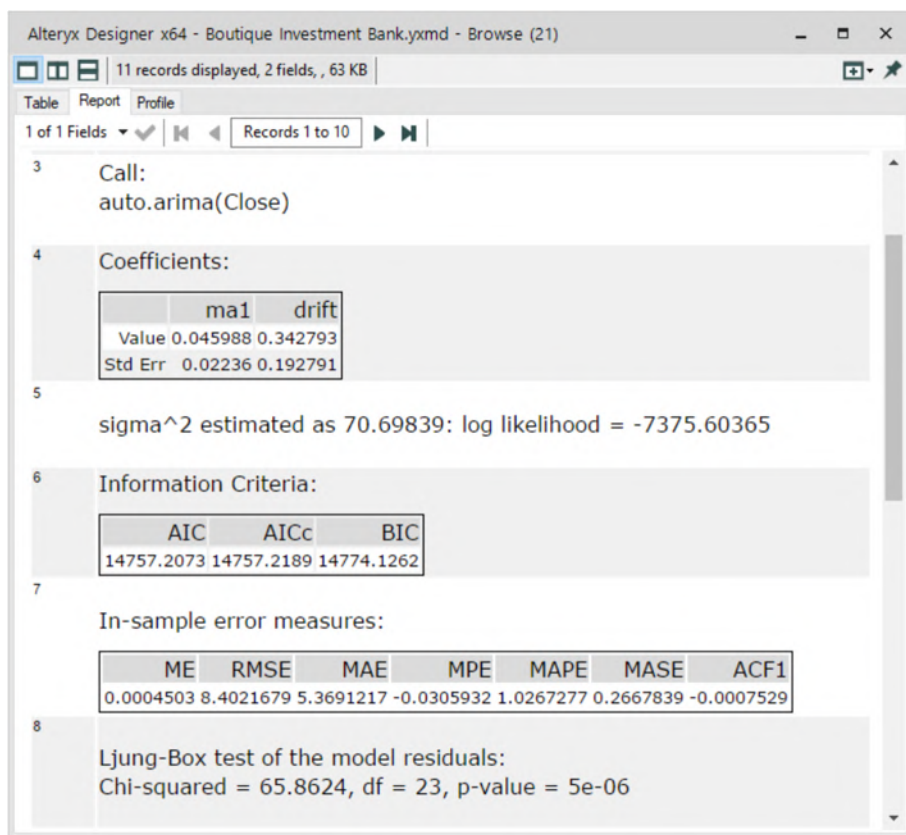 Alteryx Designer x64 - Boutique Investment Bank.yxmd - Browse (21)
11 records displayed, 2 fields, , 63 KB
Table Report Profile
1 of 1 Fields Records 1 to 10
3
Call:
auto.arima(Close)
4
Coefficients:
ma1 drift
Value 0.045988 0.342793
Std Err 0.02236 0.192791
5
sigma^2 estimated as 70.69839: log likelihood = -7375.60365
6
Information Criteria:
AIC AICc BIC
14757.2073 14757.2189 14774.1262
7
In-sample error measures:
ME RMSE MAE MPE MAPE MASE ACF1
0.0004503 8.4021679 5.3691217 -0.0305932 1.0267277 0.2667839 -0.0007529
8
Ljung-Box test of the model residuals:
Chi-squared = 65.8624, df = 23, p-value = 5e-06